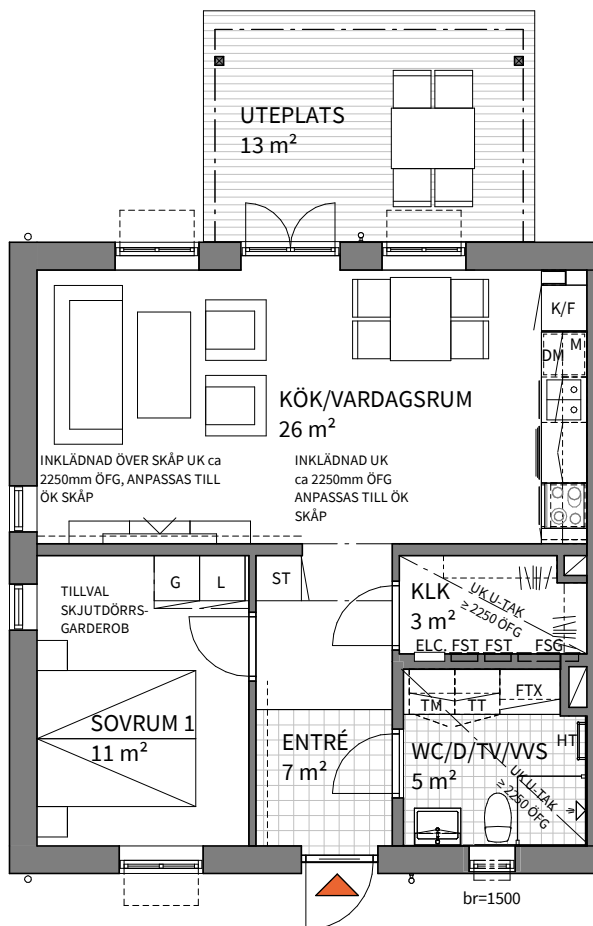 UTEPLATS
13 m²
K/F
DM M
KÖK/VARDAGSRUM
26 m²
INKLÄDNAD ÖVER SKÅP UK ca
2250mm ÖFG, ANPASSAS TILL
ÖK SKÅP
INKLÄDNAD UK
ca 2250mm ÖFG
ANPASSAS TILL ÖK
SKÅP
TILLVAL
SKJUTDÖRRS-
GARDEROB
G
L
ST
KLK
3 m²
UK U-TAK
≥ 2250 ÖFG
ELC. FST FST FSG
TM
TT
FTX
SOVRUM 1
11 m²
ENTRÉ
7 m²
WC/D/TV/VVS
5 m²
HT
UK U-TAK
≥ 2250 ÖFG
br=1500